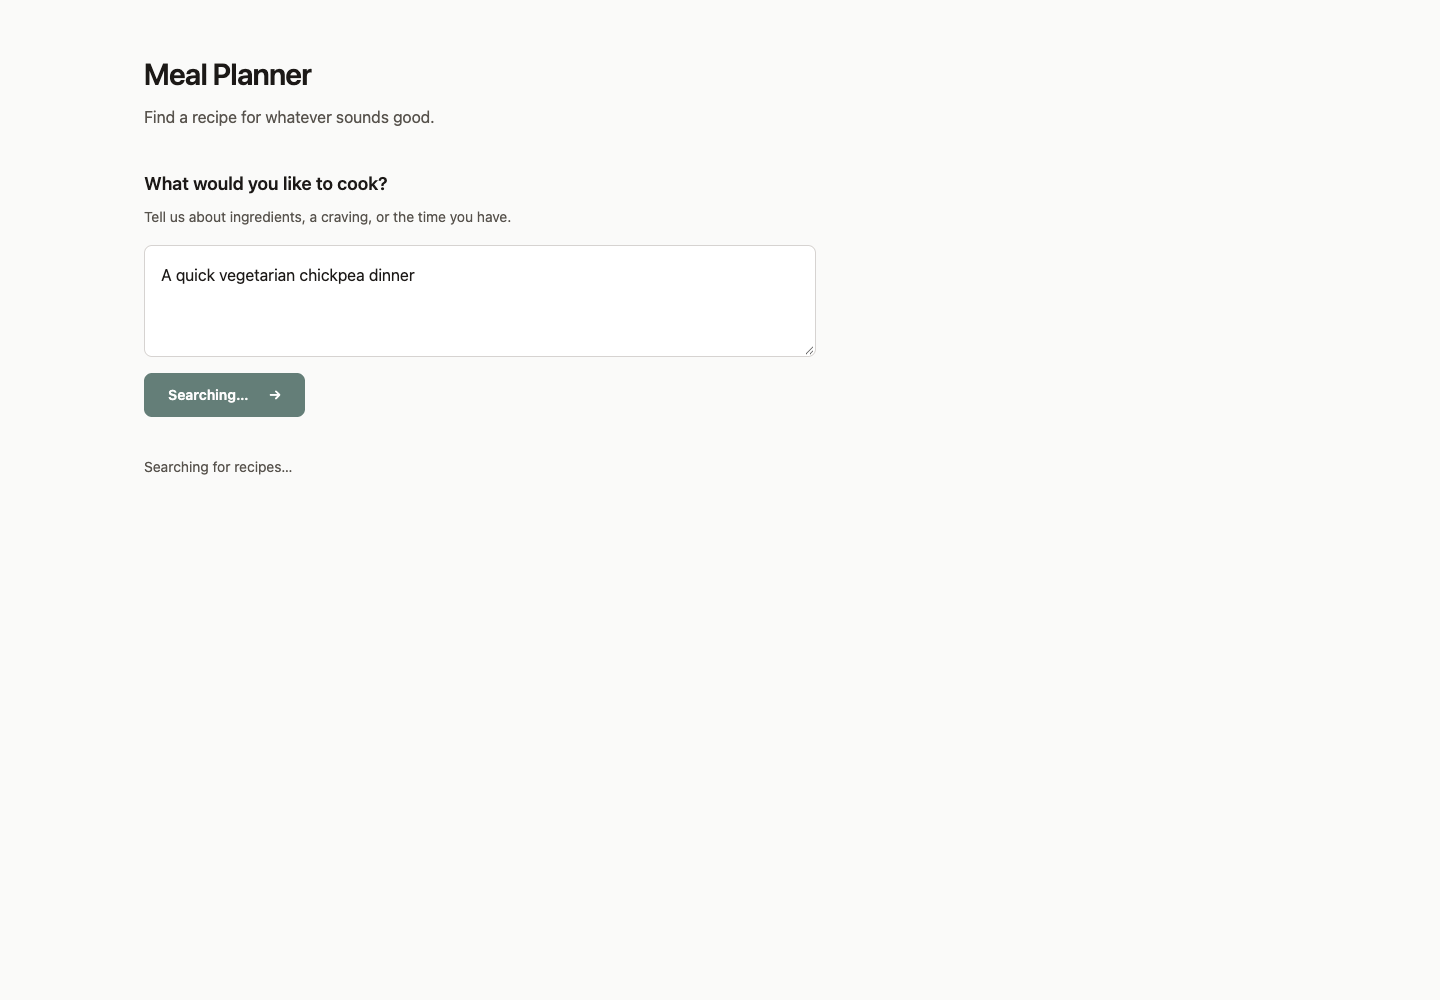 Meal Planner
Find a recipe for whatever sounds good.
What would you like to cook?
Tell us about ingredients, a craving, or the time you have.
A quick vegetarian chickpea dinner
Searching... →
Searching for recipes...